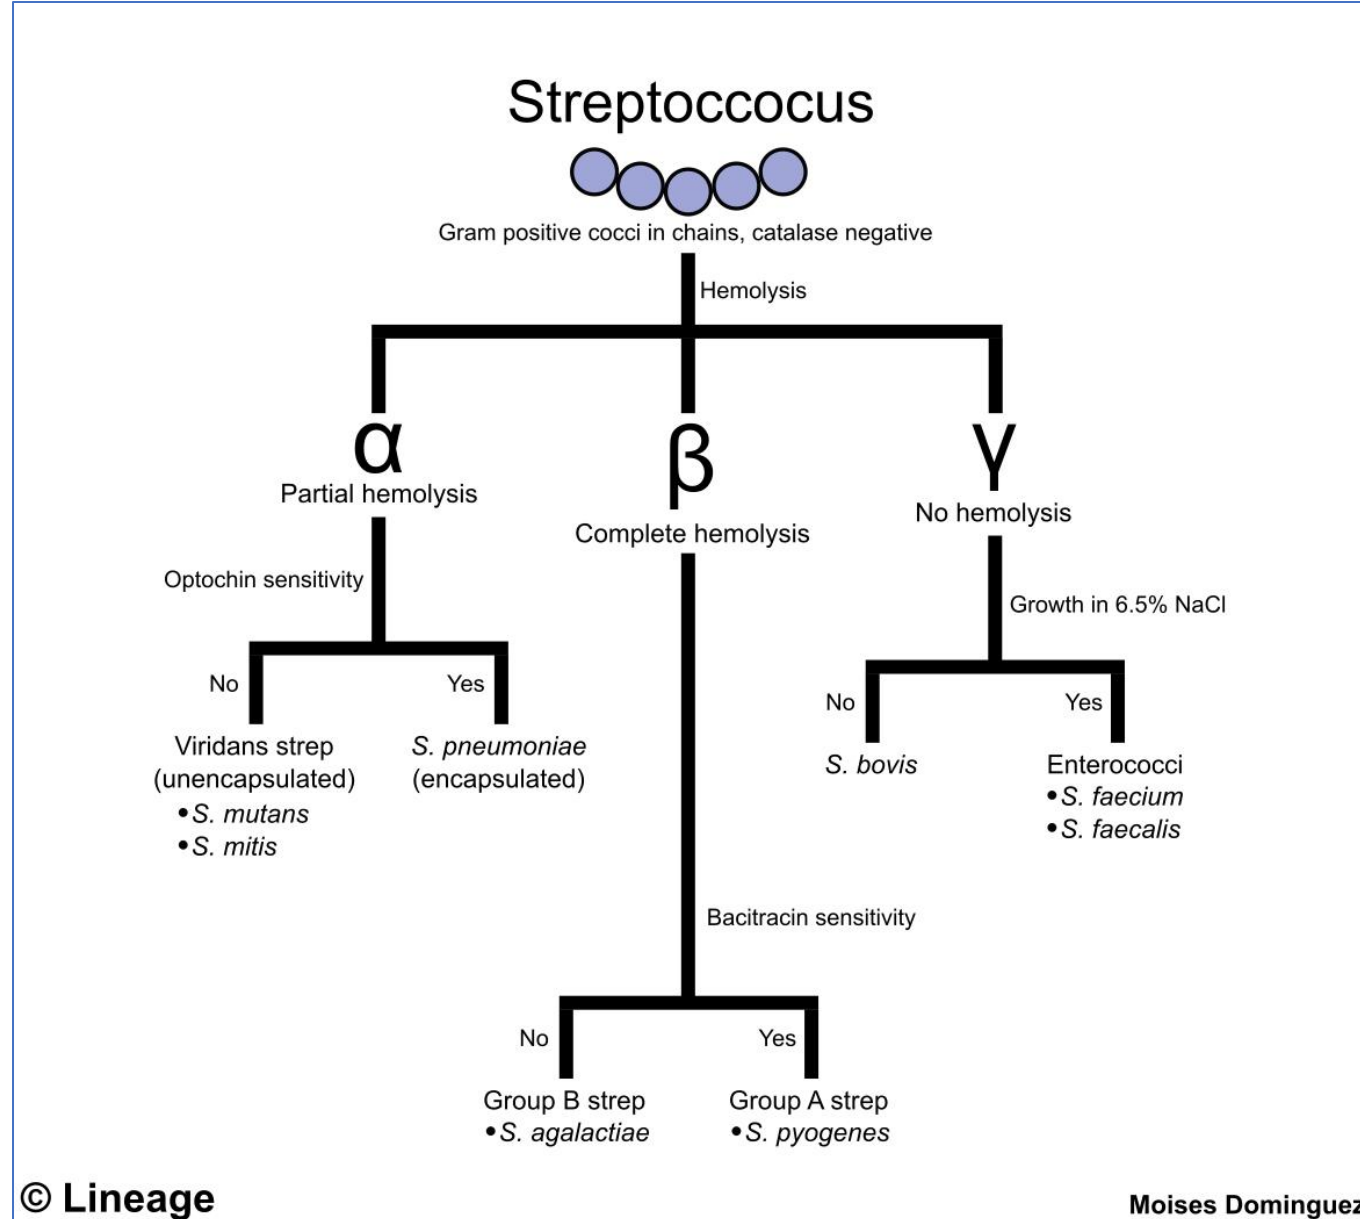 Streptoccocus
Gram positive cocci in chains, catalase negative
Hemolysis
α
Partial hemolysis
β
Complete hemolysis
γ
No hemolysis
Optochin sensitivity
No
Yes
Viridans strep
(unencapsulated)
•S. mutans
•S. mitis
S. pneumoniae
(encapsulated)
Growth in 6.5% NaCl
No
Yes
S. bovis
Enterococci
•S. faecium
•S. faecalis
Bacitracin sensitivity
No
Yes
Group B strep
•S. agalactiae
Group A strep
•S. pyogenes
© Lineage
Moises Dominguez